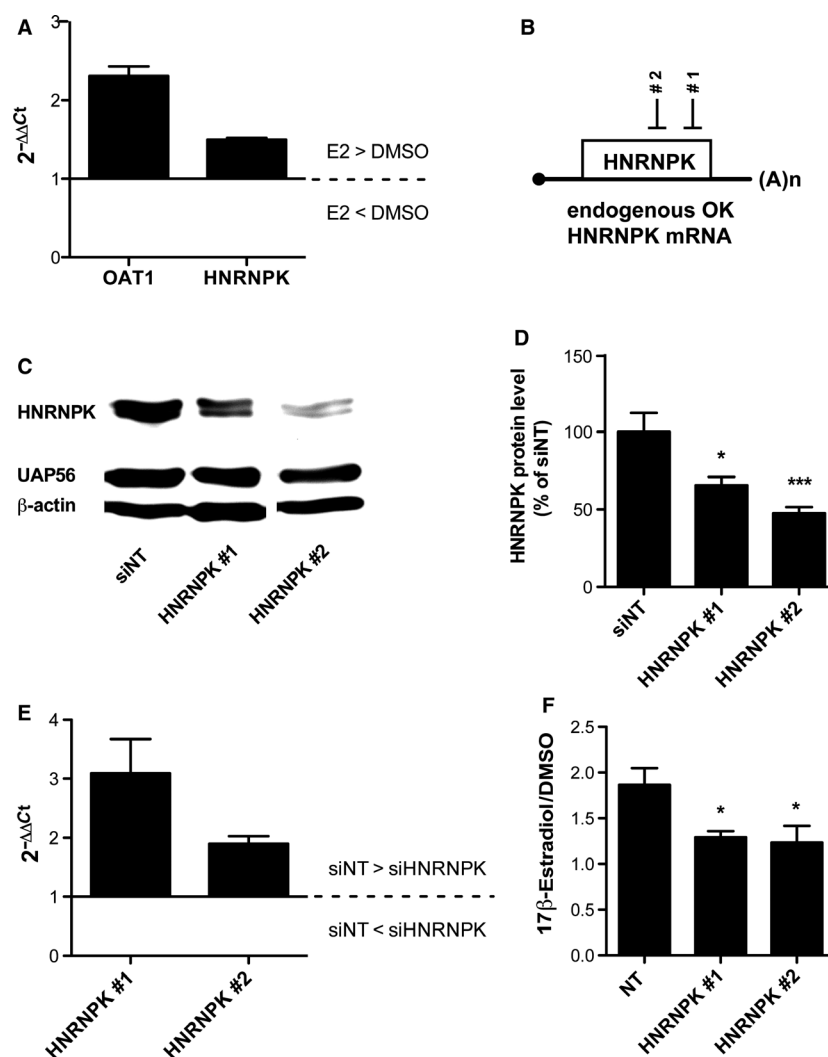 A
3
2
1
0
2−ΔΔCt
E2 > DMSO
E2 < DMSO
OAT1
HNRNPK
B
#2
#1
HNRNPK
(A)n
endogenous OK
HNRNPK mRNA
C
HNRNPK
UAP56
β-actin
siNT
HNRNPK #1
HNRNPK #2
D
150
100
50
0
HNRNPK protein level
(% of siNT)
*
***
siNT
HNRNPK #1
HNRNPK #2
E
4
3
2
1
0
2−ΔΔCt
siNT > siHNRNPK
siNT < siHNRNPK
HNRNPK #1
HNRNPK #2
F
2.5
2.0
1.5
1.0
0.5
0.0
17β-Estradiol/DMSO
*
*
NT
HNRNPK #1
HNRNPK #2